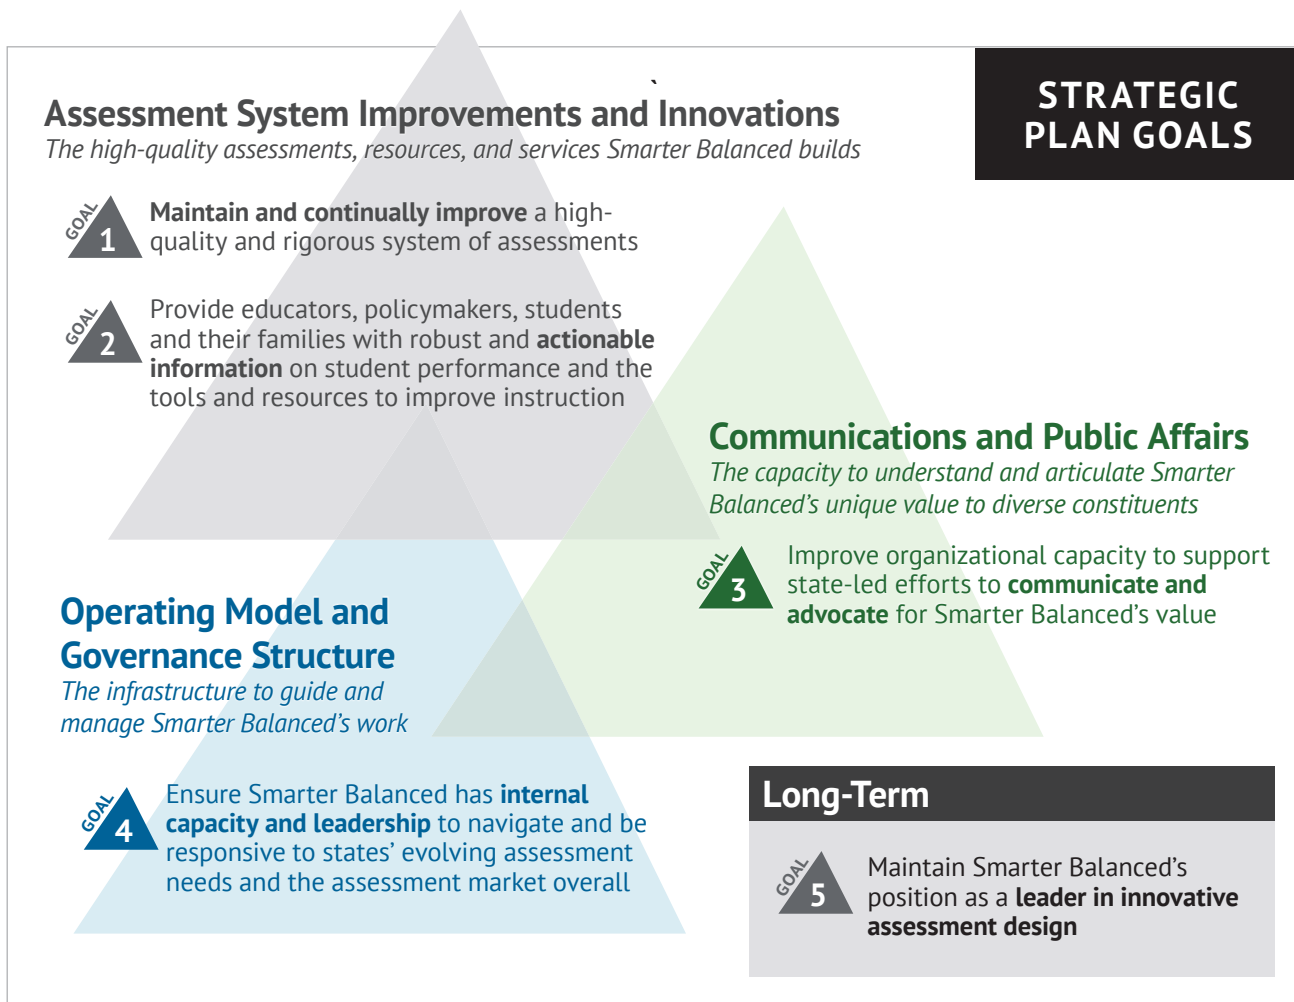 STRATEGIC
PLAN GOALS
`
Assessment System Improvements and Innovations
The high-quality assessments, resources, and services Smarter Balanced builds
GOAL
1
Maintain and continually improve a high-
quality and rigorous system of assessments
GOAL
2
Provide educators, policymakers, students
and their families with robust and actionable
information on student performance and the
tools and resources to improve instruction
Communications and Public Affairs
The capacity to understand and articulate Smarter
Balanced’s unique value to diverse constituents
GOAL
3
Improve organizational capacity to support
state-led efforts to communicate and
advocate for Smarter Balanced’s value
Operating Model and
Governance Structure
The infrastructure to guide and
manage Smarter Balanced’s work
GOAL
4
Ensure Smarter Balanced has internal
capacity and leadership to navigate and be
responsive to states’ evolving assessment
needs and the assessment market overall
Long-Term
GOAL
5
Maintain Smarter Balanced’s
position as a leader in innovative
assessment design